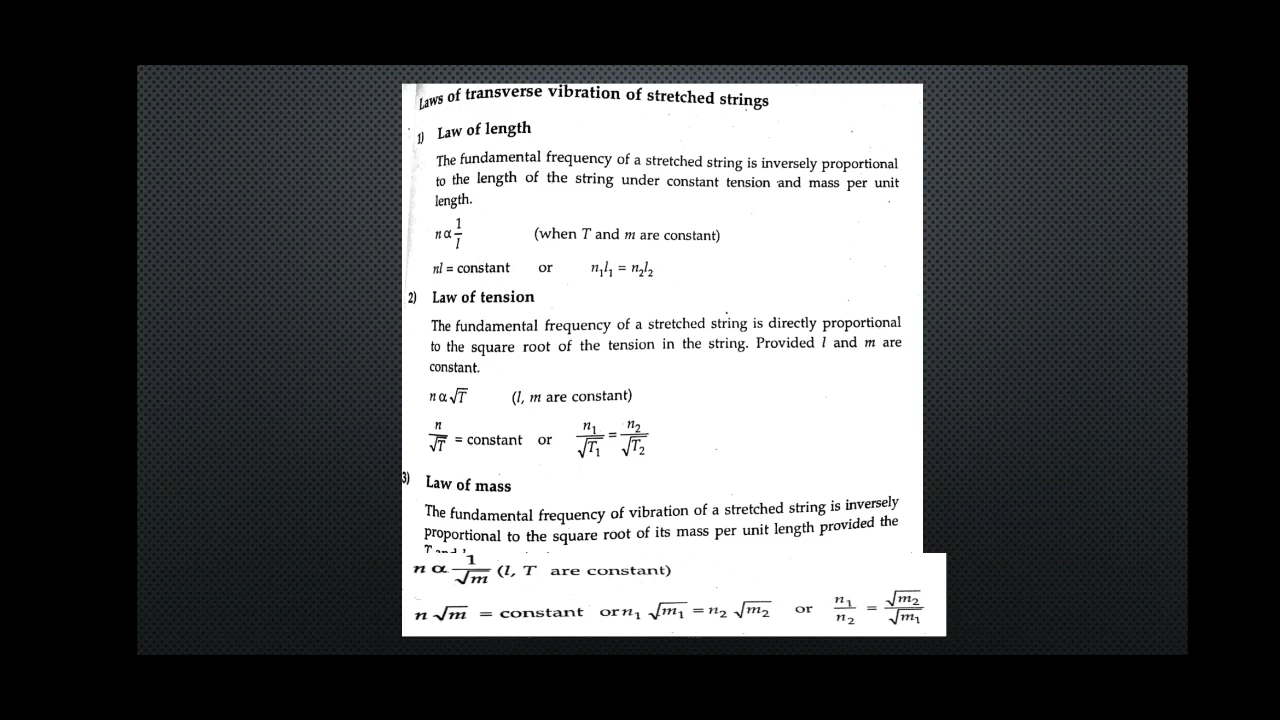 Laws of transverse vibration of stretched strings
1) Law of length
The fundamental frequency of a stretched string is inversely proportional
to the length of the string under constant tension and mass per unit
length.
n α 1/l (when T and m are constant)
nl = constant or n₁l₁ = n₂l₂
2) Law of tension
The fundamental frequency of a stretched string is directly proportional
to the square root of the tension in the string. Provided l and m are
constant.
n α √T (l, m are constant)
n/√T = constant or n₁/√T₁ = n₂/√T₂
3) Law of mass
The fundamental frequency of vibration of a stretched string is inversely
proportional to the square root of its mass per unit length provided the
n α 1/√m (l, T are constant)
n √m = constant or n₁ √m₁ = n₂ √m₂ or n₁/n₂ = √m₂/√m₁